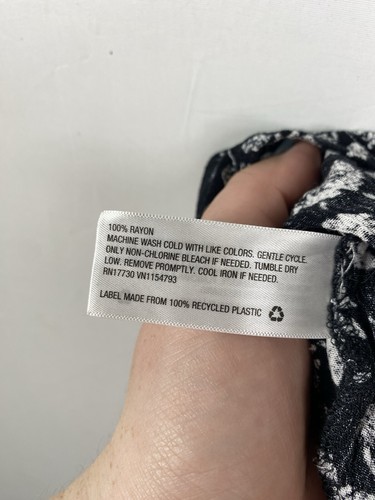 100% RAYON
MACHINE WASH COLD WITH LIKE COLORS. GENTLE CYCLE.
ONLY NON-CHLORINE BLEACH IF NEEDED. TUMBLE DRY
LOW. REMOVE PROMPTLY. COOL IRON IF NEEDED.
RN17730 VN1154793
LABEL MADE FROM 100% RECYCLED PLASTIC